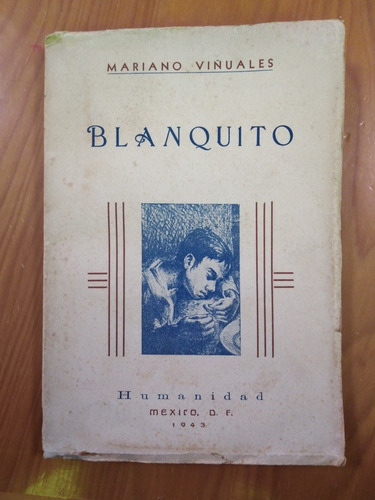 MARIANO VIÑUALES
BLANQUITO
Humanidad
MEXICO, D. F.
1943